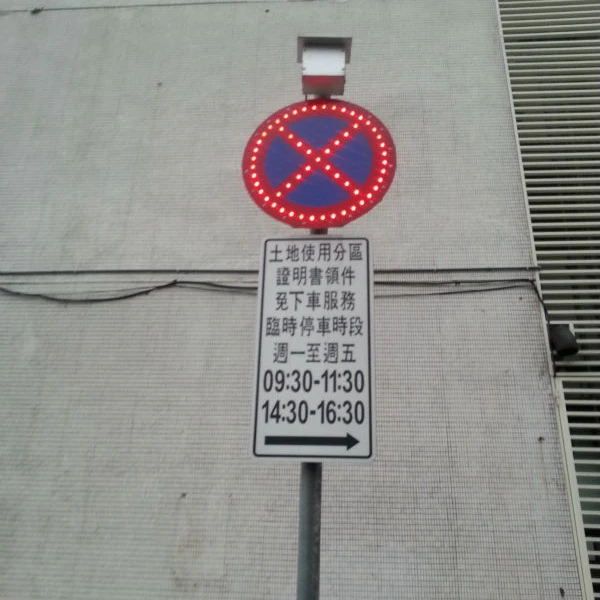 土地使用分區
證明書領件
免下車服務
臨時停車時段
週一至週五
09:30-11:30
14:30-16:30